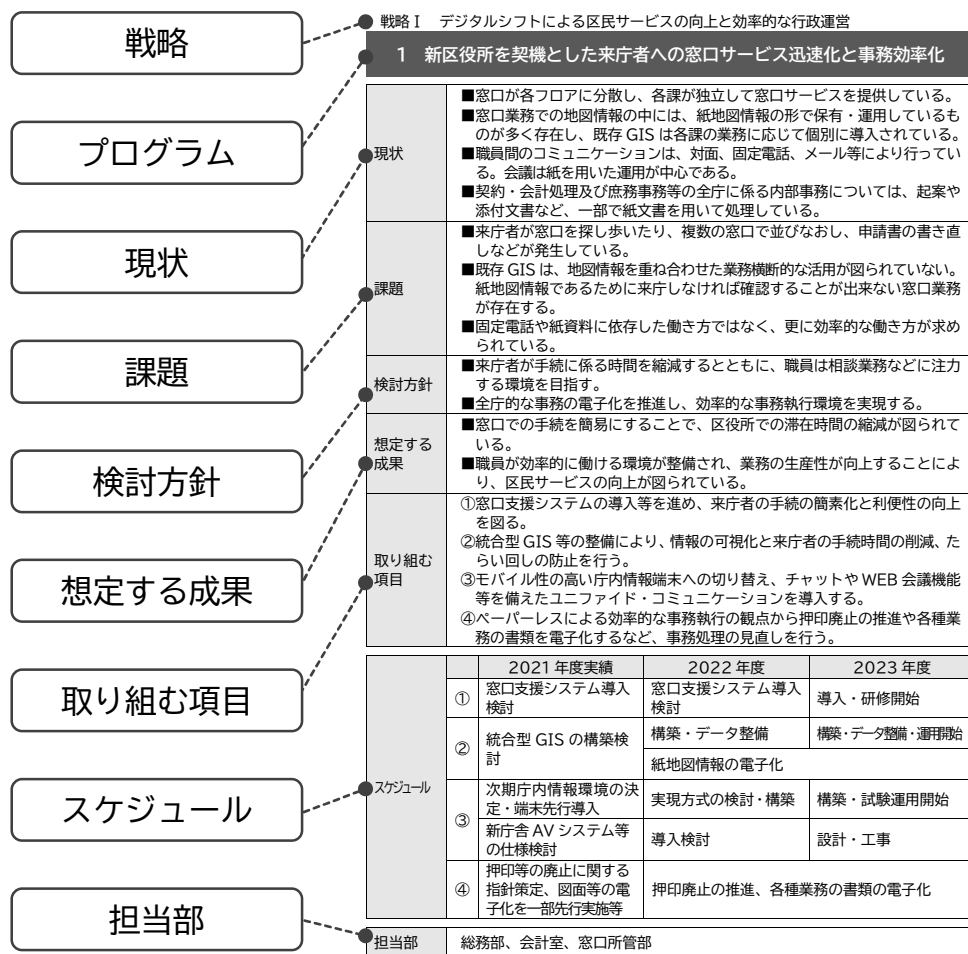 戦略
プログラム
現状
課題
検討方針
想定する成果
取り組む項目
スケジュール
担当部
戦略Ⅰ デジタルシフトによる区民サービスの向上と効率的な行政運営
1 新区役所を契機とした来庁者への窓口サービス迅速化と事務効率化
現状
■窓口が各フロアに分散し、各課が独立して窓口サービスを提供している。
■窓口業務での地図情報の中には、紙地図情報の形で保有・運用しているも
のが多く存在し、既存 GIS は各課の業務に応じて個別に導入されている。
■職員間のコミュニケーションは、対面、固定電話、メール等により行ってい
る。会議は紙を用いた運用が中心である。
■契約・会計処理及び庶務事務等の全庁に係る内部事務については、起案や
添付文書など、一部で紙文書を用いて処理している。
課題
■来庁者が窓口を探し歩いたり、複数の窓口で並びなおし、申請書の書き直
しなどが発生している。
■既存 GIS は、地図情報を重ね合わせた業務横断的な活用が図られていない。
紙地図情報であるために来庁しなければ確認することが出来ない窓口業務
が存在する。
■固定電話や紙資料に依存した働き方ではなく、更に効率的な働き方が求め
られている。
検討方針
■来庁者が手続に係る時間を縮減するとともに、職員は相談業務などに注力
する環境を目指す。
■全庁的な事務の電子化を推進し、効率的な事務執行環境を実現する。
想定する
成果
■窓口での手続を簡易にすることで、区役所での滞在時間の縮減が図られて
いる。
■職員が効率的に働ける環境が整備され、業務の生産性が向上することによ
り、区民サービスの向上が図られている。
取り組む
項目
①窓口支援システムの導入等を進め、来庁者の手続の簡素化と利便性の向上
を図る。
②統合型 GIS 等の整備により、情報の可視化と来庁者の手続時間の削減、た
らい回しの防止を行う。
③モバイル性の高い庁内情報端末への切り替え、チャットや WEB 会議機能
等を備えたユニファイド・コミュニケーションを導入する。
④ペーパーレスによる効率的な事務執行の観点から押印廃止の推進や各種業
務の書類を電子化するなど、事務処理の見直しを行う。
スケジュール
2021 年度実績 2022 年度 2023 年度
①
窓口支援システム導入
検討
窓口支援システム導入
検討
導入・研修開始
②
統合型 GIS の構築検
討
構築・データ整備
構築・データ整備・運用開始
紙地図情報の電子化
③
次期庁内情報環境の決
定・端末先行導入
実現方式の検討・構築
構築・試験運用開始
新庁舎 AV システム等
の仕様検討
導入検討
設計・工事
④
押印等の廃止に関する
指針策定、図面等の電
子化を一部先行実施等
押印廃止の推進、各種業務の書類の電子化
担当部
総務部、会計室、窓口所管部